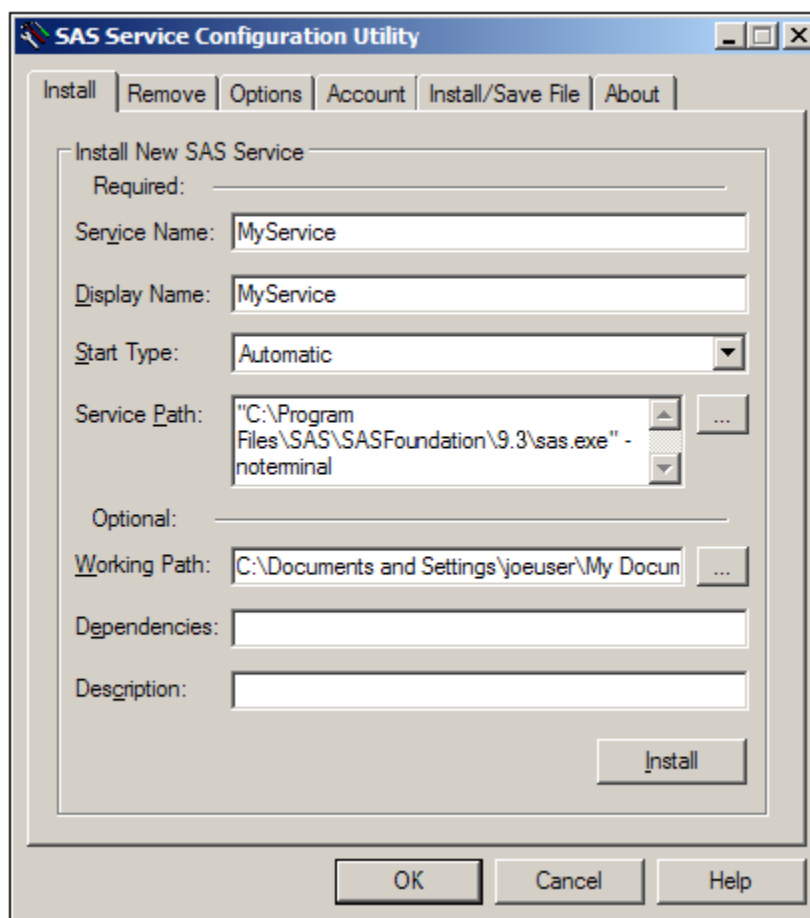 SAS Service Configuration Utility
Install Remove Options Account Install/Save File About
Install New SAS Service
Required:
Service Name: MyService
Display Name: MyService
Start Type: Automatic
Service Path: "C:\Program
Files\SAS\SASFoundation\9.3\sas.exe" -
noterminal
...
Optional:
Working Path: C:\Documents and Settings\joeuser\My Docum ...
Dependencies:
Description:
Install
OK Cancel Help